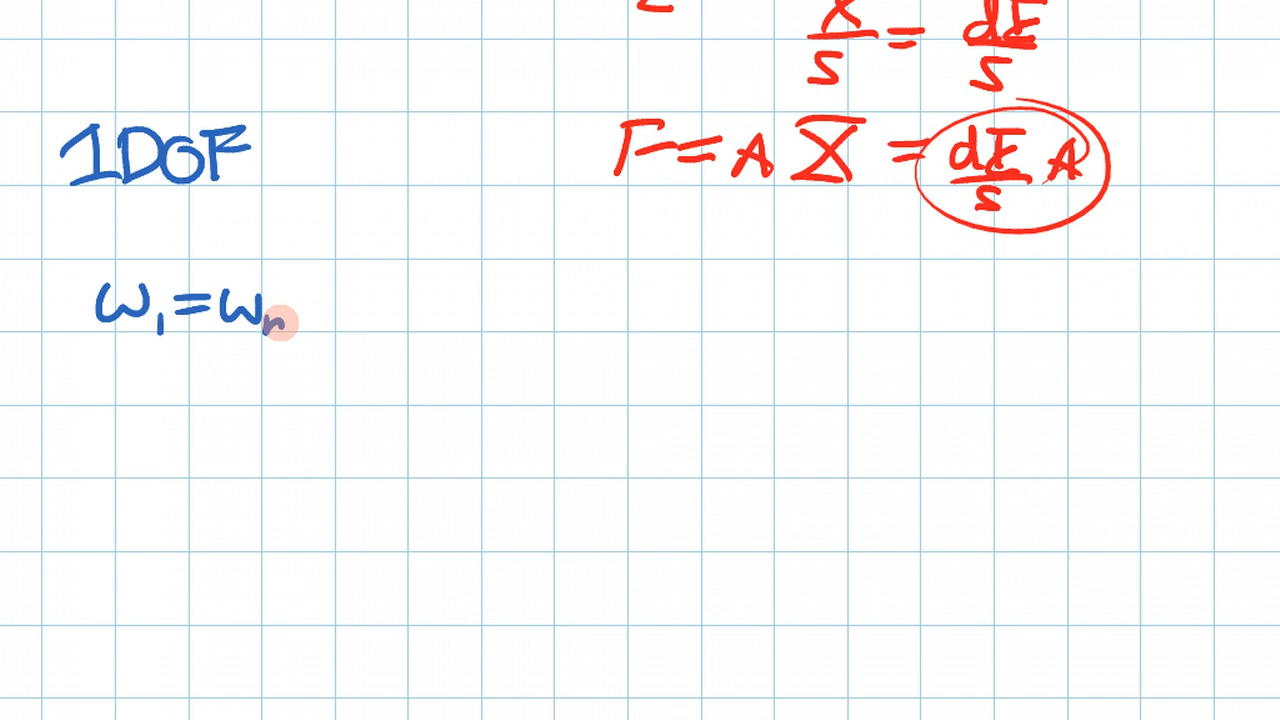 X/s = dE/s
1DOF
F = A X = dE/s A
ω₁ = ωn